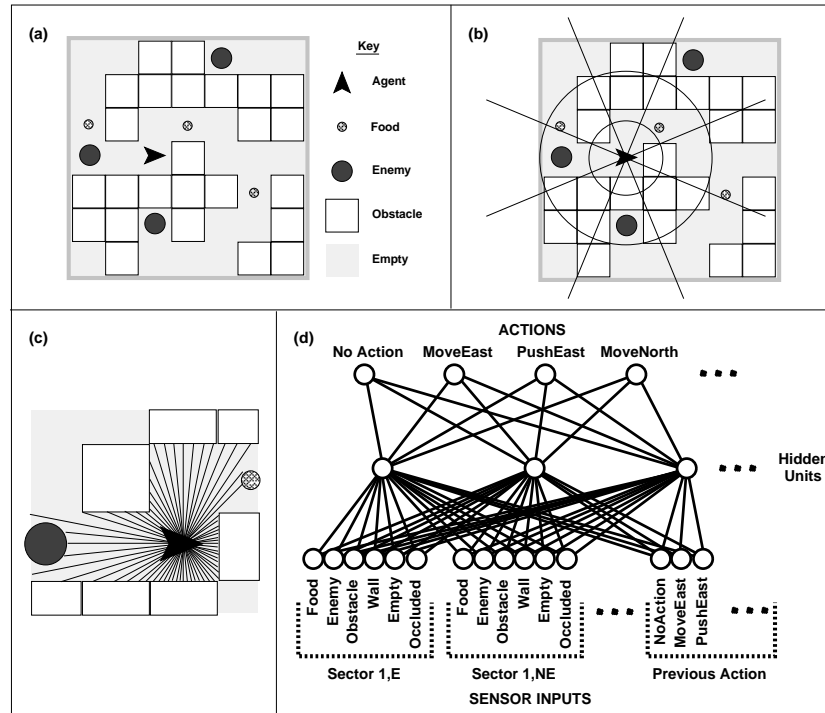 (a)
Key
Agent
Food
Enemy
Obstacle
Empty
(b)
(c)
(d)
ACTIONS
No Action MoveEast PushEast MoveNorth
Hidden
Units
Food Enemy Obstacle Wall Empty Occluded Food Enemy Obstacle Wall Empty Occluded NoAction MoveEast PushEast
Sector 1,E Sector 1,NE Previous Action
SENSOR INPUTS